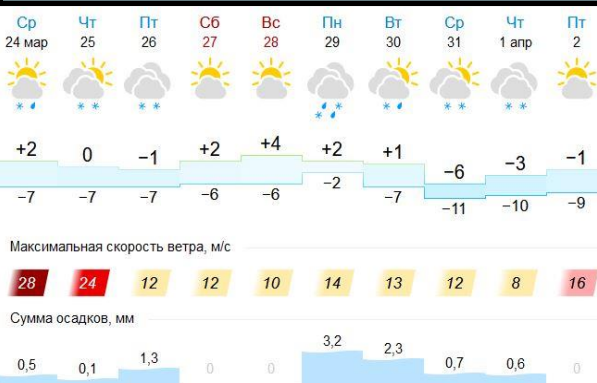 Ср Чт Пт Сб Вс Пн Вт Ср Чт Пт
24 мар 25 26 27 28 29 30 31 1 апр 2
+2 0 −1 +2 +4 +2 +1 −6 −3 −1
−7 −7 −7 −6 −6 −2 −7 −11 −10 −9
Максимальная скорость ветра, м/с
28 24 12 12 10 14 13 12 8 16
Сумма осадков, мм
0,5 0,1 1,3 0 0 3,2 2,3 0,7 0,6 0